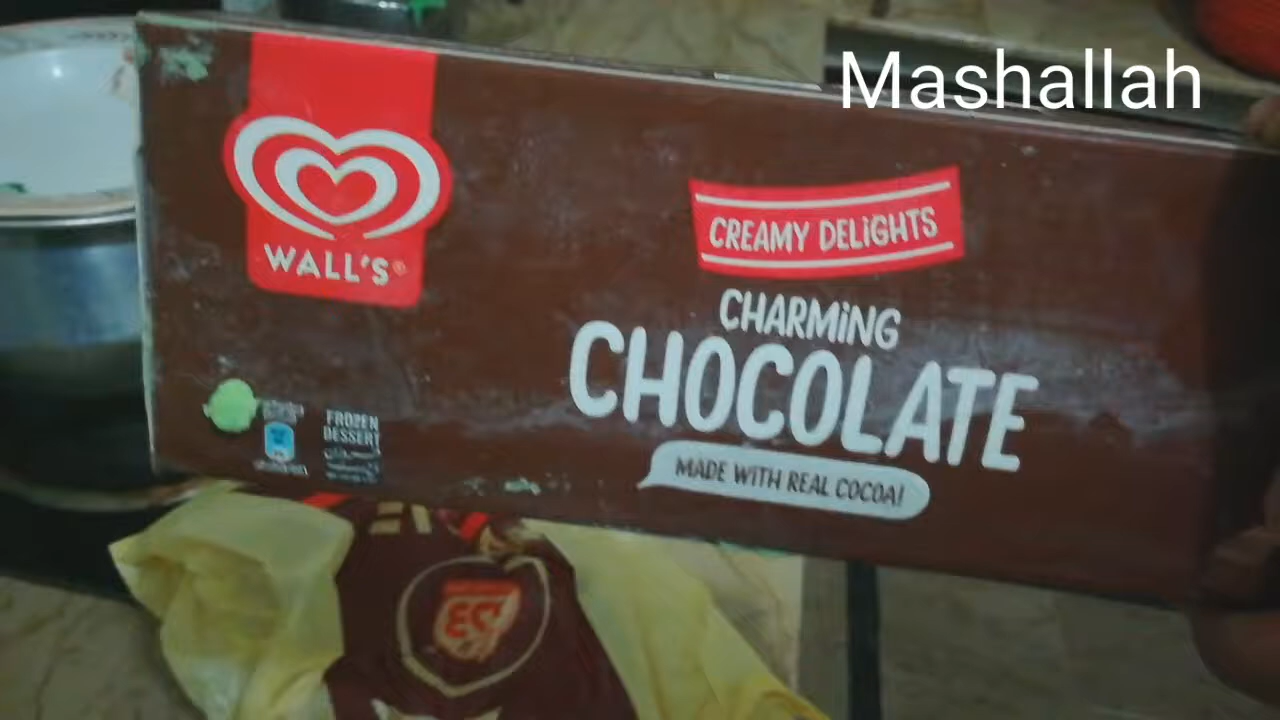 Mashallah
WALL'S®
CREAMY DELiGHTS
CHARMiNG
CHOCOLATE
MADE WITH REAL COCOA!
FROZEN
DESSERT